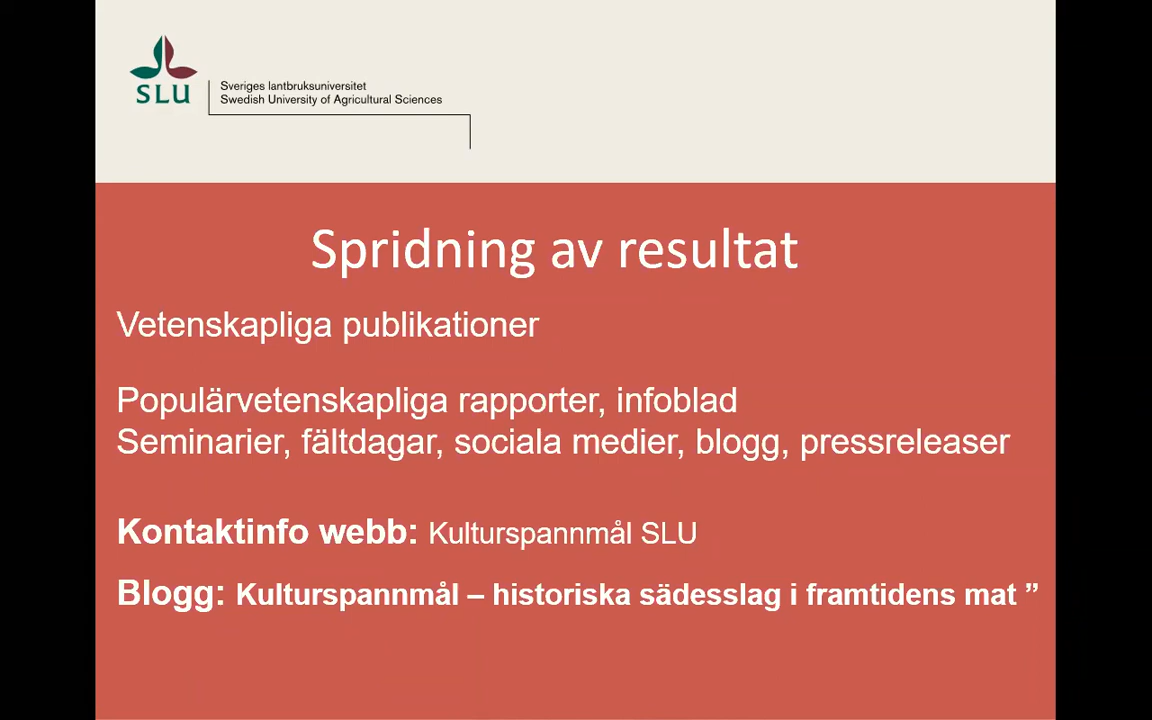 SLU
Sveriges lantbruksuniversitet
Swedish University of Agricultural Sciences
Spridning av resultat
Vetenskapliga publikationer
Populärvetenskapliga rapporter, infoblad
Seminarier, fältdagar, sociala medier, blogg, pressreleaser
Kontaktinfo webb: Kulturspannmål SLU
Blogg: Kulturspannmål – historiska sädesslag i framtidens mat ”